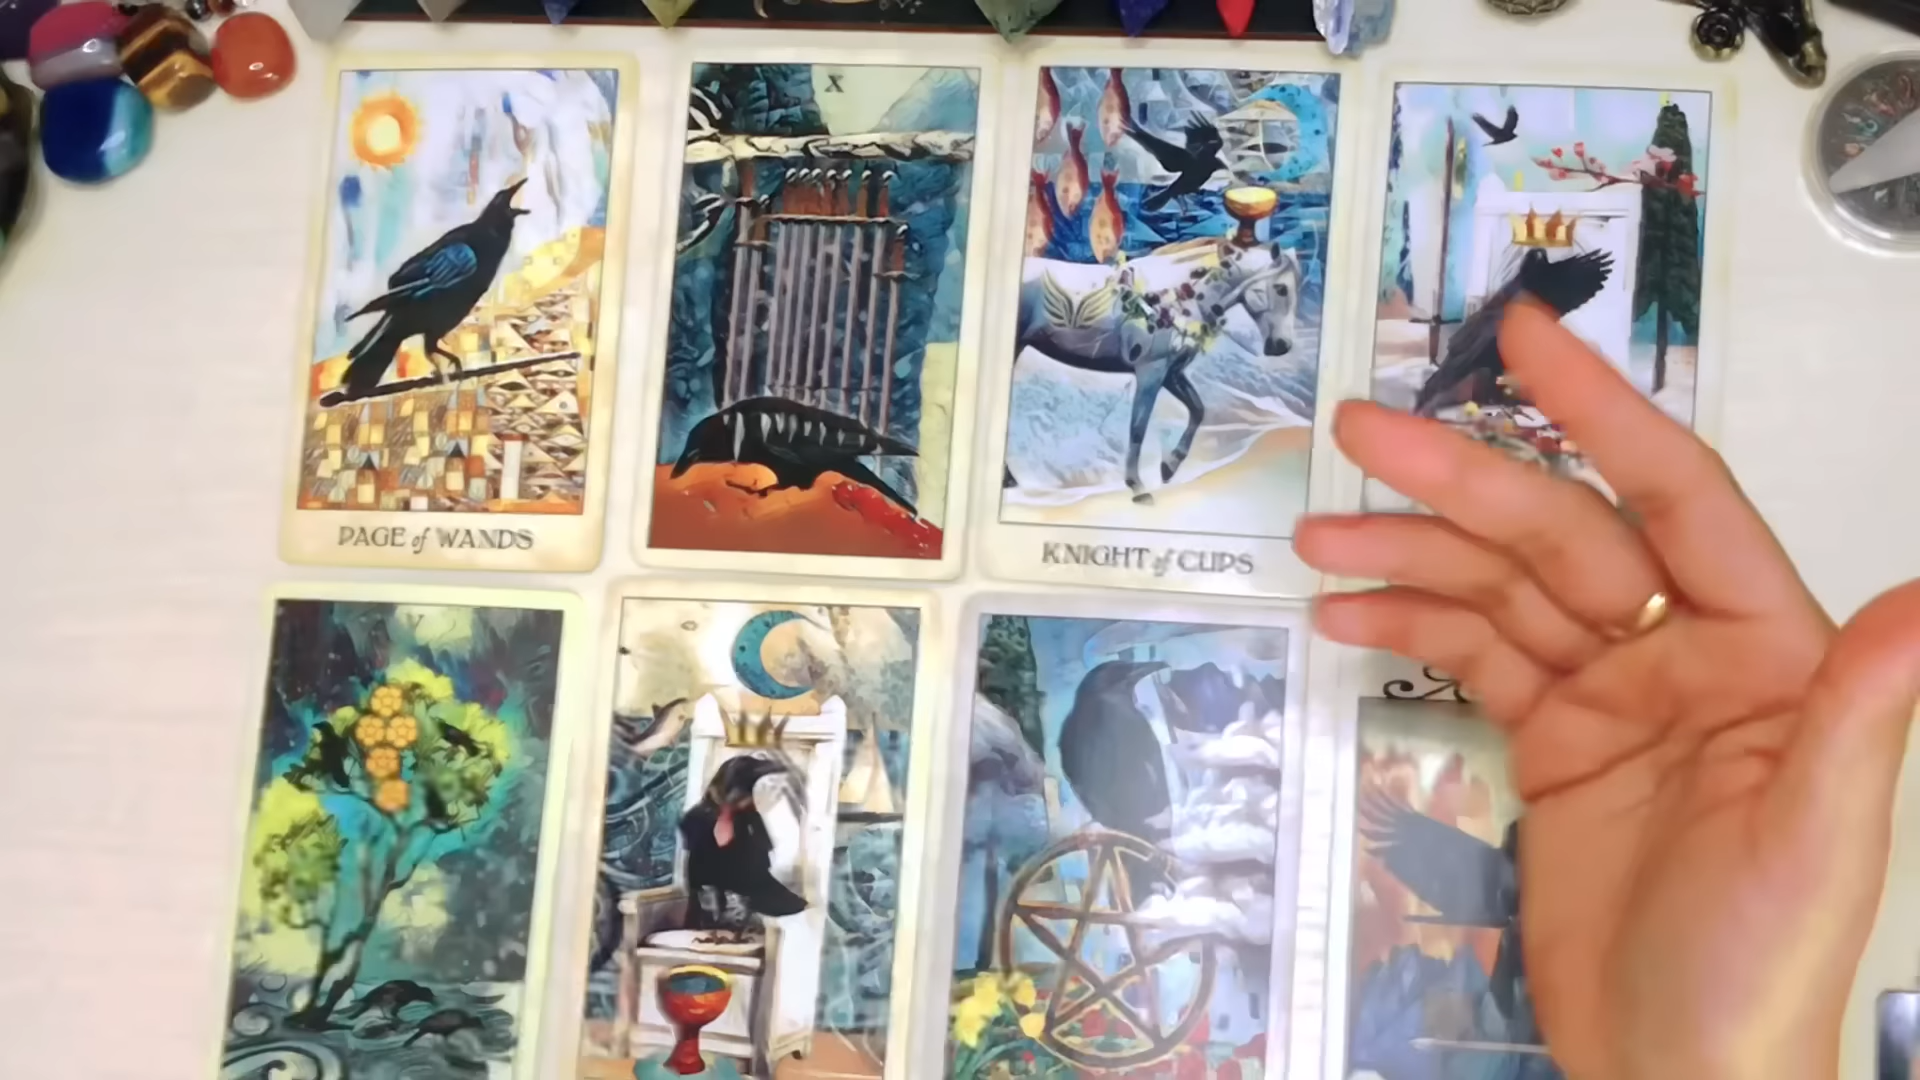 X
PAGE of WANDS
KNIGHT of CUPS
V